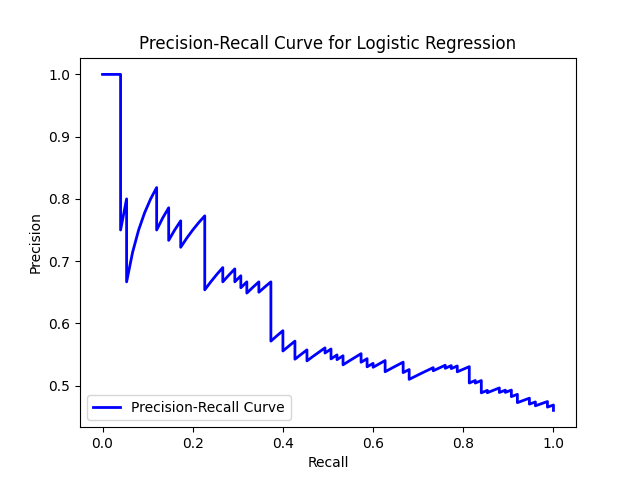 Precision-Recall Curve for Logistic Regression
1.0
0.9
0.8
0.7
0.6
0.5
Precision
Precision-Recall Curve
0.0 0.2 0.4 0.6 0.8 1.0
Recall